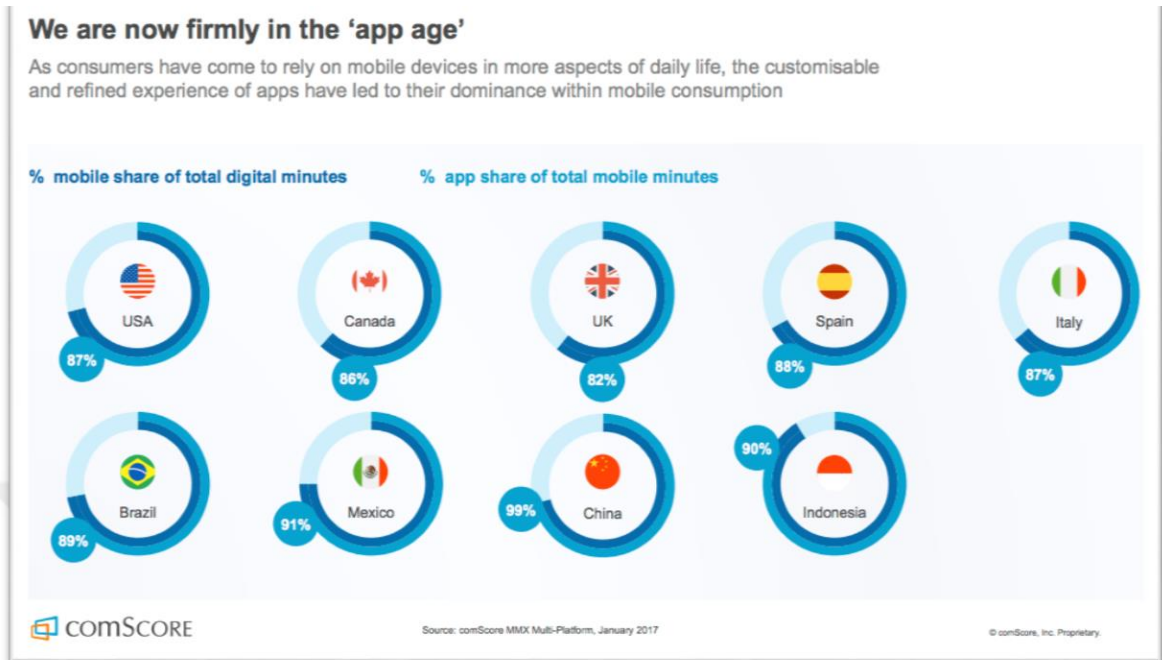 We are now firmly in the ‘app age’
As consumers have come to rely on mobile devices in more aspects of daily life, the customisable
and refined experience of apps have led to their dominance within mobile consumption
% mobile share of total digital minutes
% app share of total mobile minutes
USA
87%
Canada
86%
UK
82%
Spain
88%
Italy
87%
Brazil
89%
Mexico
91%
China
99%
Indonesia
90%
comScore
Source: comScore MMX Multi-Platform, January 2017
© comScore, Inc. Proprietary.